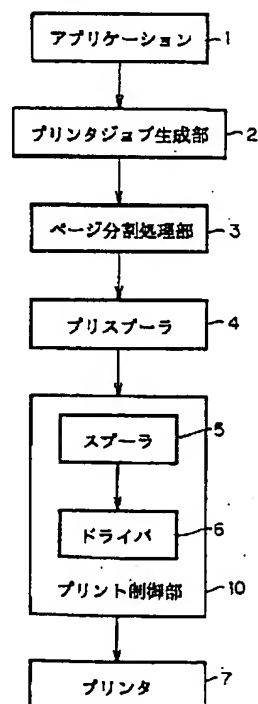 アプリケーション 1
プリンタジョブ生成部 2
ページ分割処理部 3
プリスプーラ 4
スプーラ 5
ドライバ 6
プリント制御部 10
プリンタ 7